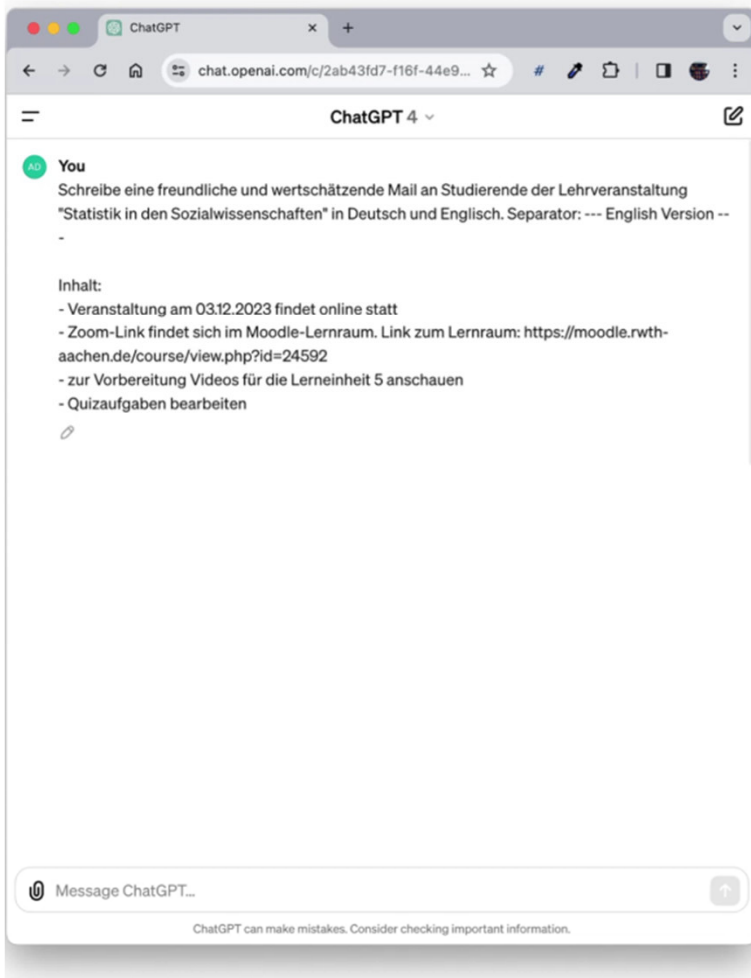 ChatGPT
chat.openai.com/c/2ab43fd7-f16f-44e9...
ChatGPT 4
AD
You
Schreibe eine freundliche und wertschätzende Mail an Studierende der Lehrveranstaltung
"Statistik in den Sozialwissenschaften" in Deutsch und Englisch. Separator: --- English Version --
-
Inhalt:
- Veranstaltung am 03.12.2023 findet online statt
- Zoom-Link findet sich im Moodle-Lernraum. Link zum Lernraum: https://moodle.rwth-
aachen.de/course/view.php?id=24592
- zur Vorbereitung Videos für die Lerneinheit 5 anschauen
- Quizaufgaben bearbeiten
Message ChatGPT...
ChatGPT can make mistakes. Consider checking important information.